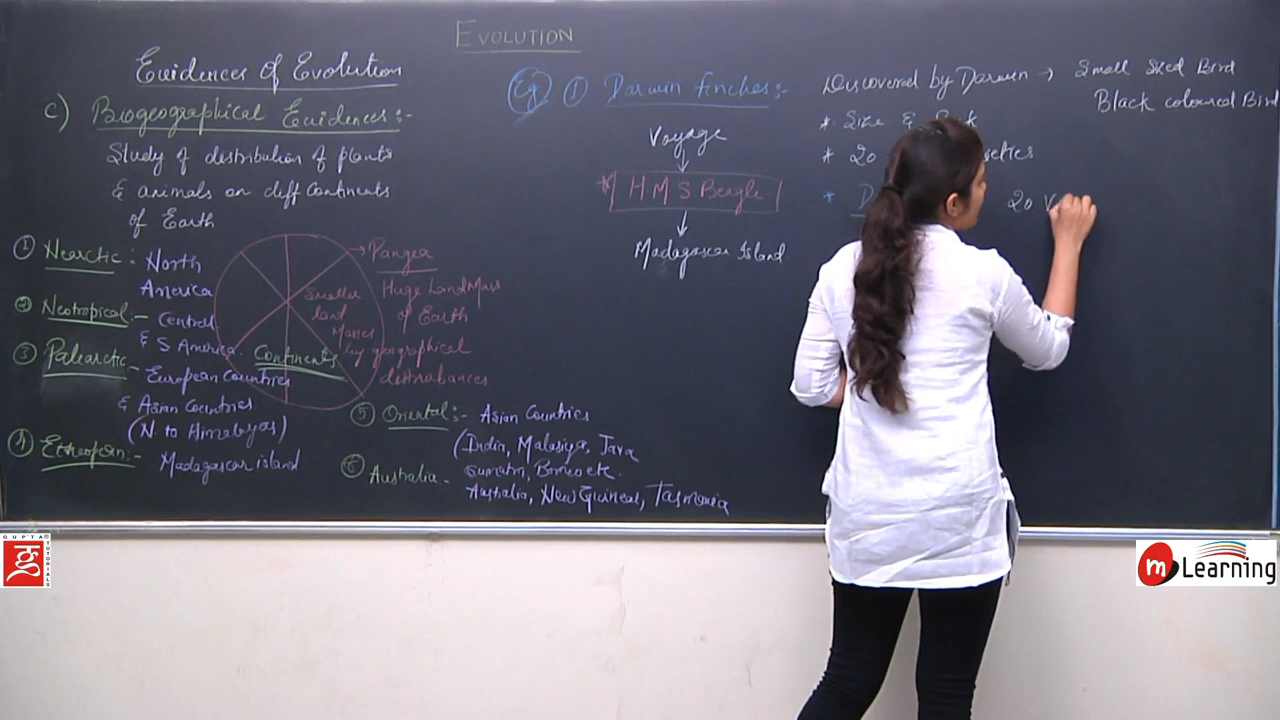 EVOLUTION
Evidences Of Evolution
C) Biogeographical Evidences:-
Study of distribution of plants
& animals on diff continents
of Earth
① Nearctic: North
America
② Neotropical - Central
& S America.
③ Palearctic - European Countries
& Asian Countries
(N. to Himalayas)
④ Ethiopian:- Madagascar island
Pangea
Huge Land Mass
of Earth
by geographical
disturbances
Smaller
land
Masses
Continents
⑤ Oriental:- Asian Countries
(India, Malasiya, Java
Sumatra, Borneo etc.
⑥ Australia - Australia, New Guinea, Tasmania
Eg ① Darwin Finches:-
Voyage
* H M S Beagle
Madagascar Island
Discovered by Darwin → Small Sized Bird
Black coloured Bird
* Size &
* 20
* D 20 V
GUPTA TUTORIALS
m Learning